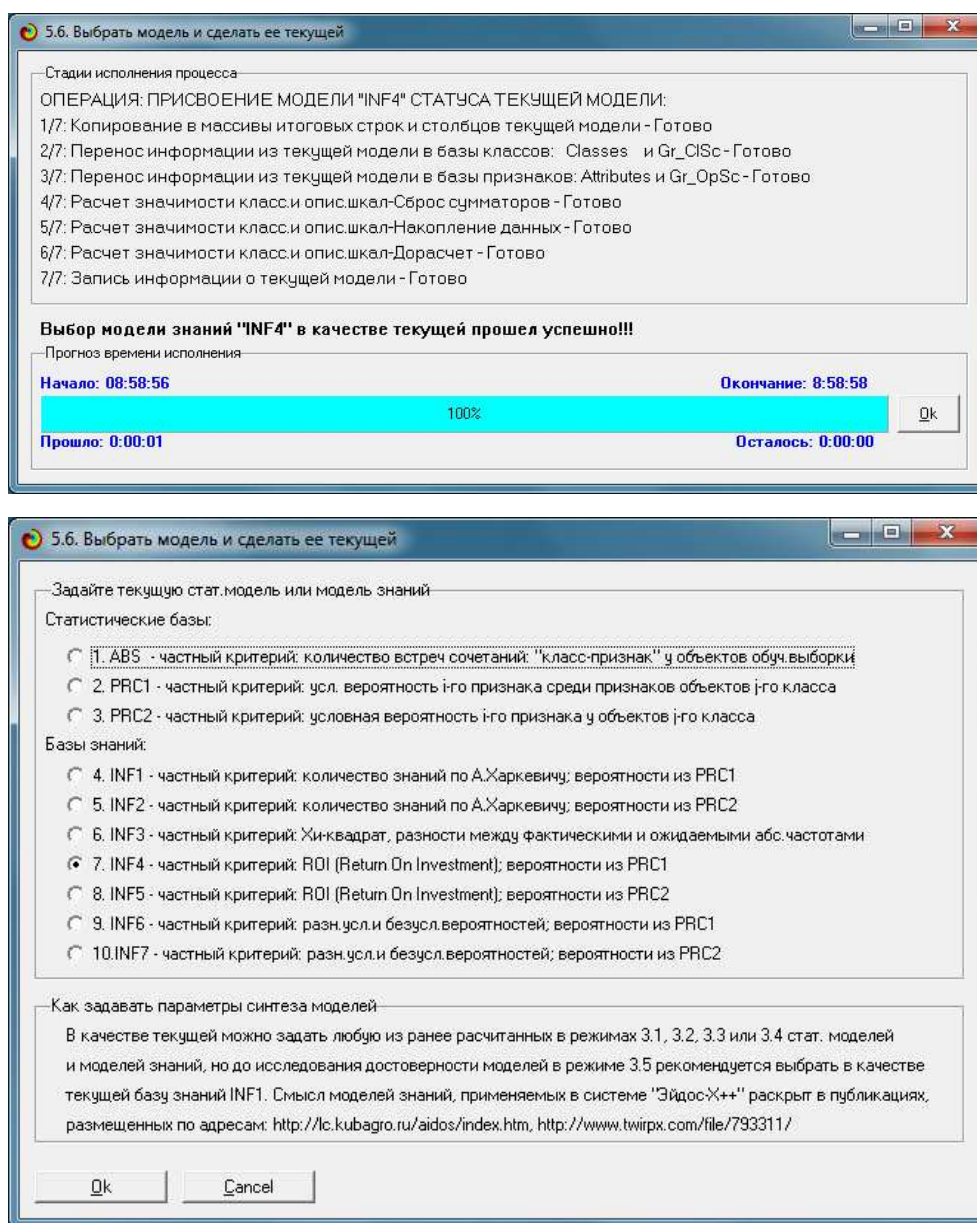 5.6. Выбрать модель и сделать ее текущей
Стадии исполнения процесса
ОПЕРАЦИЯ: ПРИСВОЕНИЕ МОДЕЛИ "INF4" СТАТУСА ТЕКУЩЕЙ МОДЕЛИ:
1/7: Копирование в массивы итоговых строк и столбцов текущей модели - Готово
2/7: Перенос информации из текущей модели в базы классов: Classes и Gr_ClSc - Готово
3/7: Перенос информации из текущей модели в базы признаков: Attributes и Gr_OpSc - Готово
4/7: Расчет значимости класс.и опис.шкал-Сброс сумматоров - Готово
5/7: Расчет значимости класс.и опис.шкал-Накопление данных - Готово
6/7: Расчет значимости класс.и опис.шкал-Дорасчет - Готово
7/7: Запись информации о текущей модели - Готово
Выбор модели знаний "INF4" в качестве текущей прошел успешно!!!
Прогноз времени исполнения
Начало: 08:58:56 Окончание: 8:58:58
100% Ok
Прошло: 0:00:01 Осталось: 0:00:00
5.6. Выбрать модель и сделать ее текущей
Задайте текущую стат.модель или модель знаний
Статистические базы:
1. ABS - частный критерий: количество встреч сочетаний: "класс-признак" у объектов обуч.выборки
2. PRC1 - частный критерий: усл. вероятность i-го признака среди признаков объектов j-го класса
3. PRC2 - частный критерий: условная вероятность i-го признака у объектов j-го класса
Базы знаний:
4. INF1 - частный критерий: количество знаний по А.Харкевичу; вероятности из PRC1
5. INF2 - частный критерий: количество знаний по А.Харкевичу; вероятности из PRC2
6. INF3 - частный критерий: Хи-квадрат, разности между фактическими и ожидаемыми абс.частотами
7. INF4 - частный критерий: ROI (Return On Investment); вероятности из PRC1
8. INF5 - частный критерий: ROI (Return On Investment); вероятности из PRC2
9. INF6 - частный критерий: разн.усл.и безусл.вероятностей; вероятности из PRC1
10.INF7 - частный критерий: разн.усл.и безусл.вероятностей; вероятности из PRC2
Как задавать параметры синтеза моделей
В качестве текущей можно задать любую из ранее расчитанных в режимах 3.1, 3.2, 3.3 или 3.4 стат. моделей
и моделей знаний, но до исследования достоверности моделей в режиме 3.5 рекомендуется выбрать в качестве
текущей базу знаний INF1. Смысл моделей знаний, применяемых в системе "Эйдос-Х++" раскрыт в публикациях,
размещенных по адресам: http://lc.kubagro.ru/aidos/index.htm, http://www.twirpx.com/file/793311/
Ok Cancel